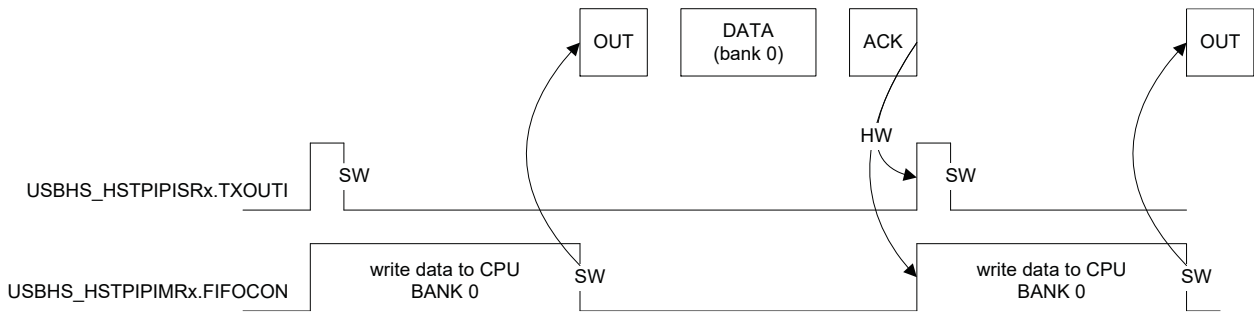 OUT
DATA
(bank 0)
ACK
OUT
HW
SW
SW
USBHS_HSTPIPISRx.TXOUTI
write data to CPU
BANK 0
SW
write data to CPU
BANK 0
SW
USBHS_HSTPIPIMRx.FIFOCON